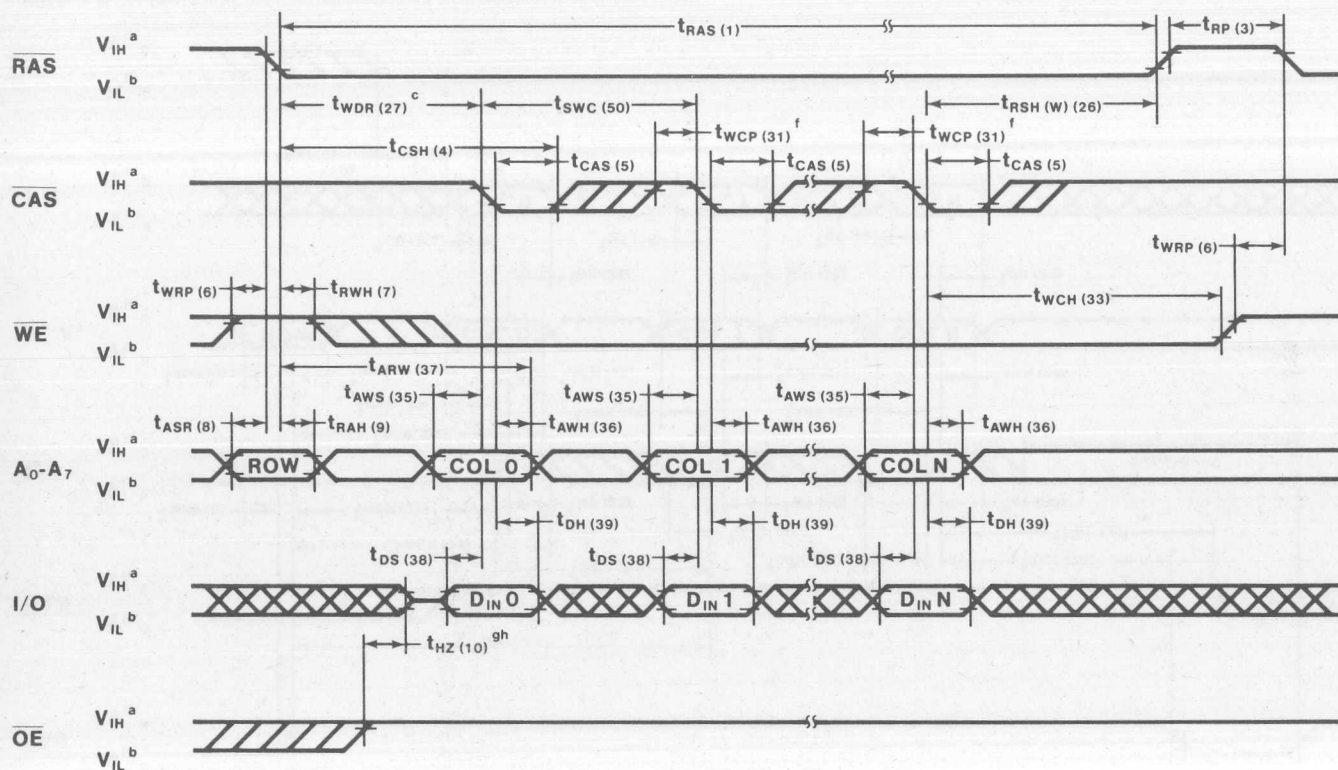 tRAS (1)
tRP (3)
RAS
VIH a
VIL b
tWDR (27) c
tSWC (50)
tRSH (W) (26)
tWCP (31) f
tWCP (31) f
tCSH (4)
tCAS (5)
tCAS (5)
tCAS (5)
CAS
VIH a
VIL b
tWRP (6)
tWRP (6)
tRWH (7)
tWCH (33)
WE
VIH a
VIL b
tARW (37)
tAWS (35)
tAWS (35)
tAWS (35)
tASR (8)
tRAH (9)
tAWH (36)
tAWH (36)
tAWH (36)
A0-A7
VIH a
VIL b
ROW
COL 0
COL 1
COL N
tDH (39)
tDH (39)
tDH (39)
tDS (38)
tDS (38)
tDS (38)
I/O
VIH a
VIL b
DIN 0
DIN 1
DIN N
tHZ (10) gh
OE
VIH a
VIL b